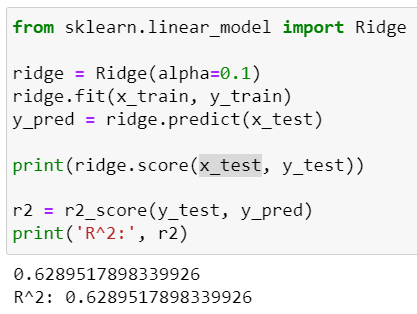 from sklearn.linear_model import Ridge
ridge = Ridge(alpha=0.1)
ridge.fit(x_train, y_train)
y_pred = ridge.predict(x_test)
print(ridge.score(x_test, y_test))
r2 = r2_score(y_test, y_pred)
print('R^2:', r2)
0.6289517898339926
R^2: 0.6289517898339926